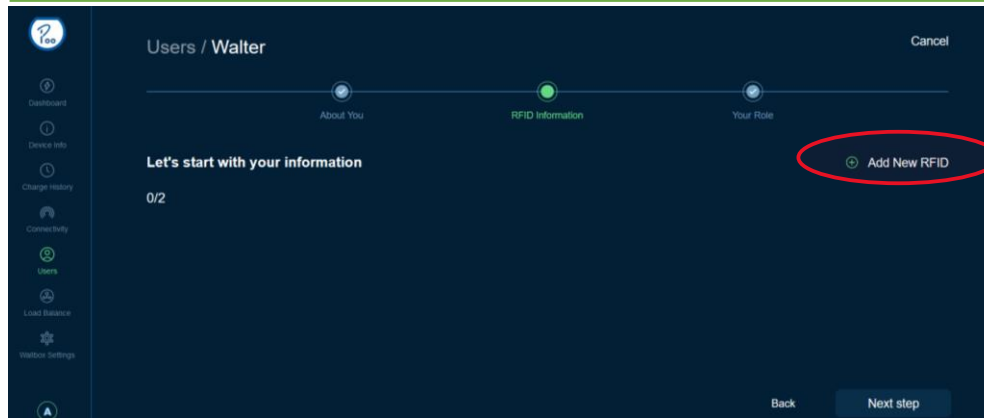 Users / Walter
Cancel
Dashboard
Device Info
Charge History
Connectivity
Users
Load Balance
Wallbox Settings
A
About You
RFID Information
Your Role
Let's start with your information
Add New RFID
0/2
Back
Next step